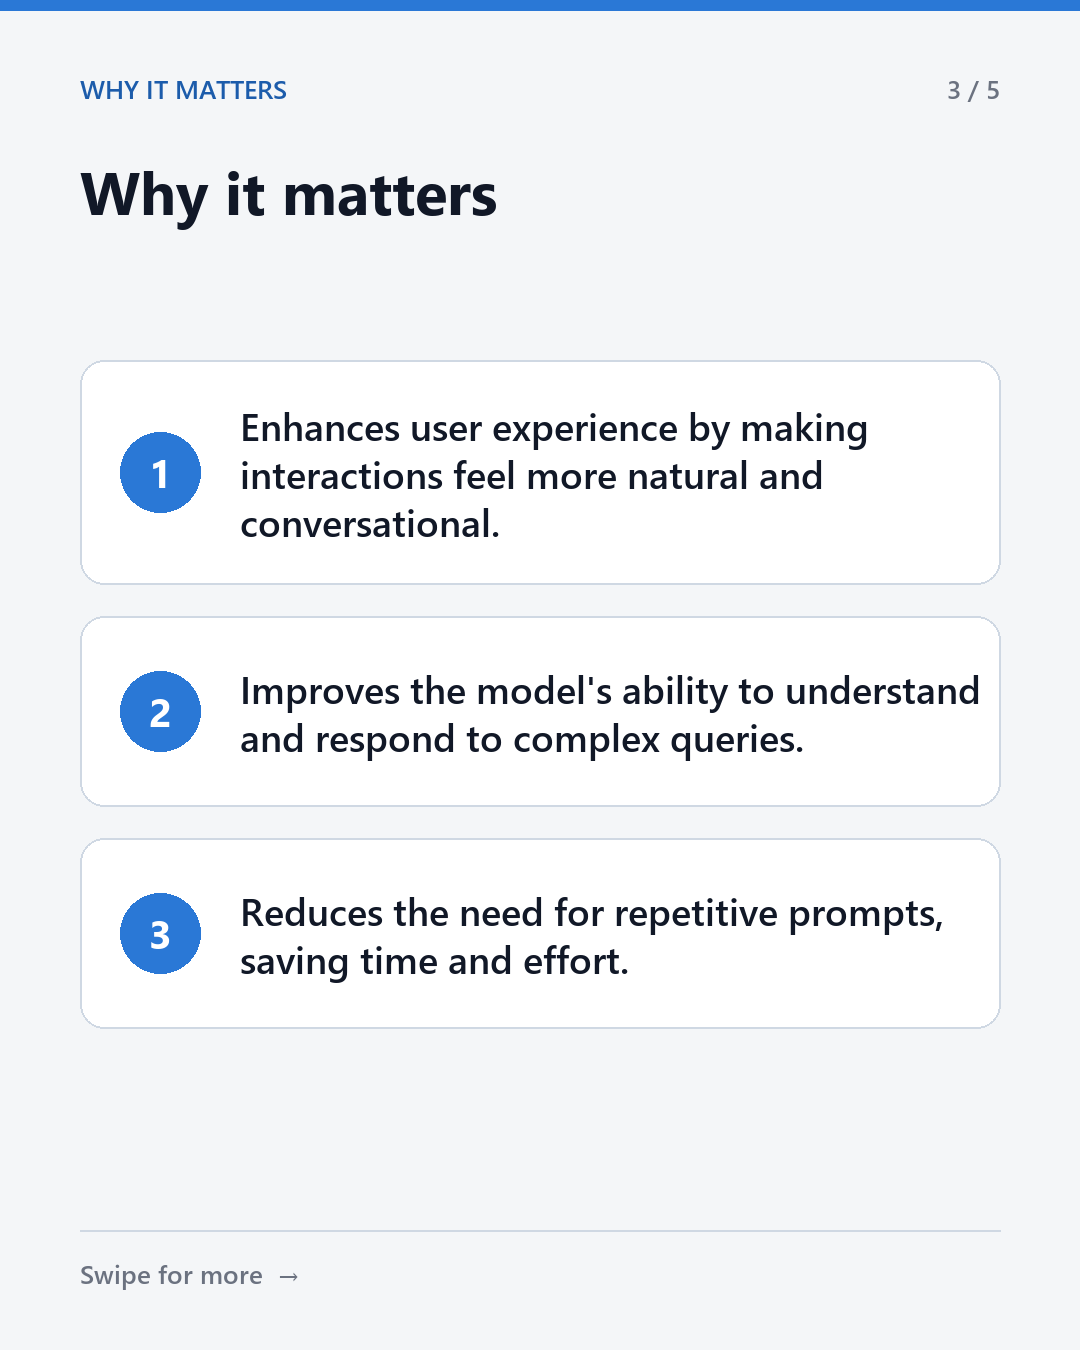 WHY IT MATTERS
3 / 5
Why it matters
1
Enhances user experience by making
interactions feel more natural and
conversational.
2
Improves the model's ability to understand
and respond to complex queries.
3
Reduces the need for repetitive prompts,
saving time and effort.
Swipe for more →